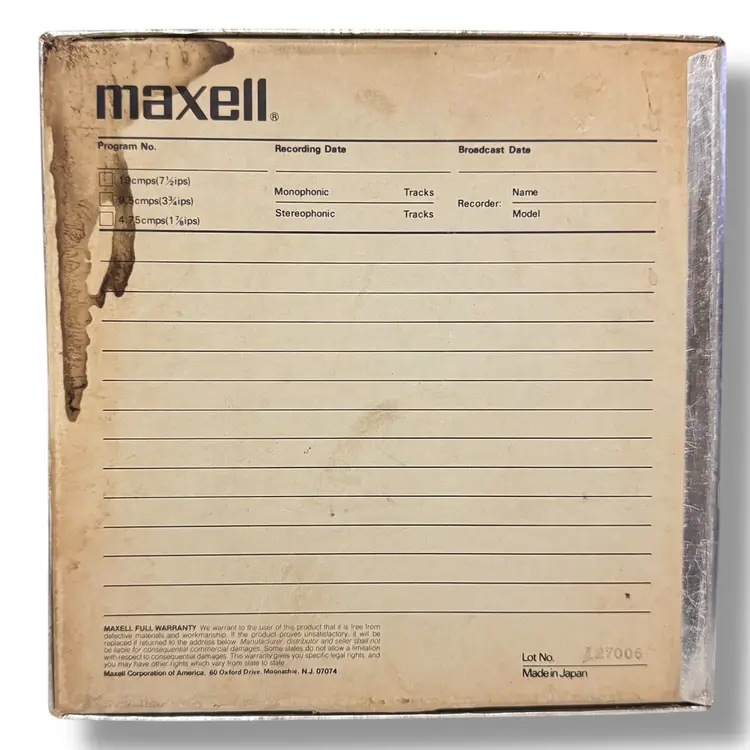 maxell®
Program No. Recording Date Broadcast Date
19cmps(7½ips)
9.5cmps(3¾ips)
4.75cmps(1⅞ips)
Monophonic Tracks
Stereophonic Tracks
Recorder: Name
Model
MAXELL FULL WARRANTY We warrant to the user of this product that it is free from
defective materials and workmanship. If the product proves unsatisfactory, it will be
replaced if returned to the address below. Manufacturer, distributor and seller shall not
be liable for consequential commercial damages. Some states do not allow a limitation
with respect to consequential damages. This warranty gives you specific legal rights, and
you may have other rights which vary from state to state.
Maxell Corporation of America, 60 Oxford Drive, Moonachie, N.J. 07074
Lot No. 127006
Made in Japan